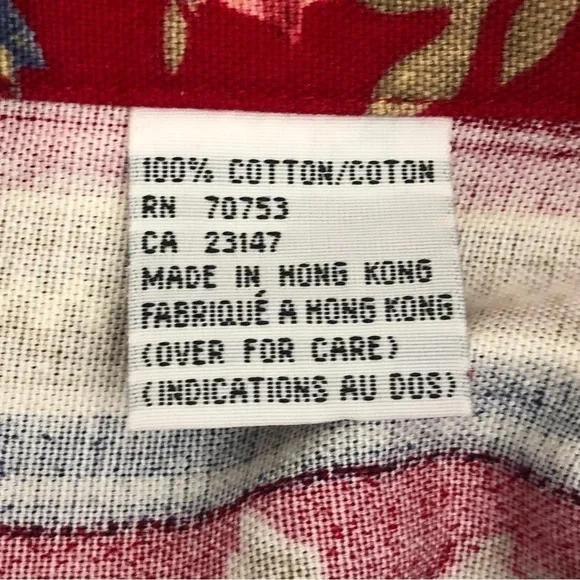 100% COTTON/COTON
RN 70753
CA 23147
MADE IN HONG KONG
FABRIQUÉ A HONG KONG
(OVER FOR CARE)
(INDICATIONS AU DOS)